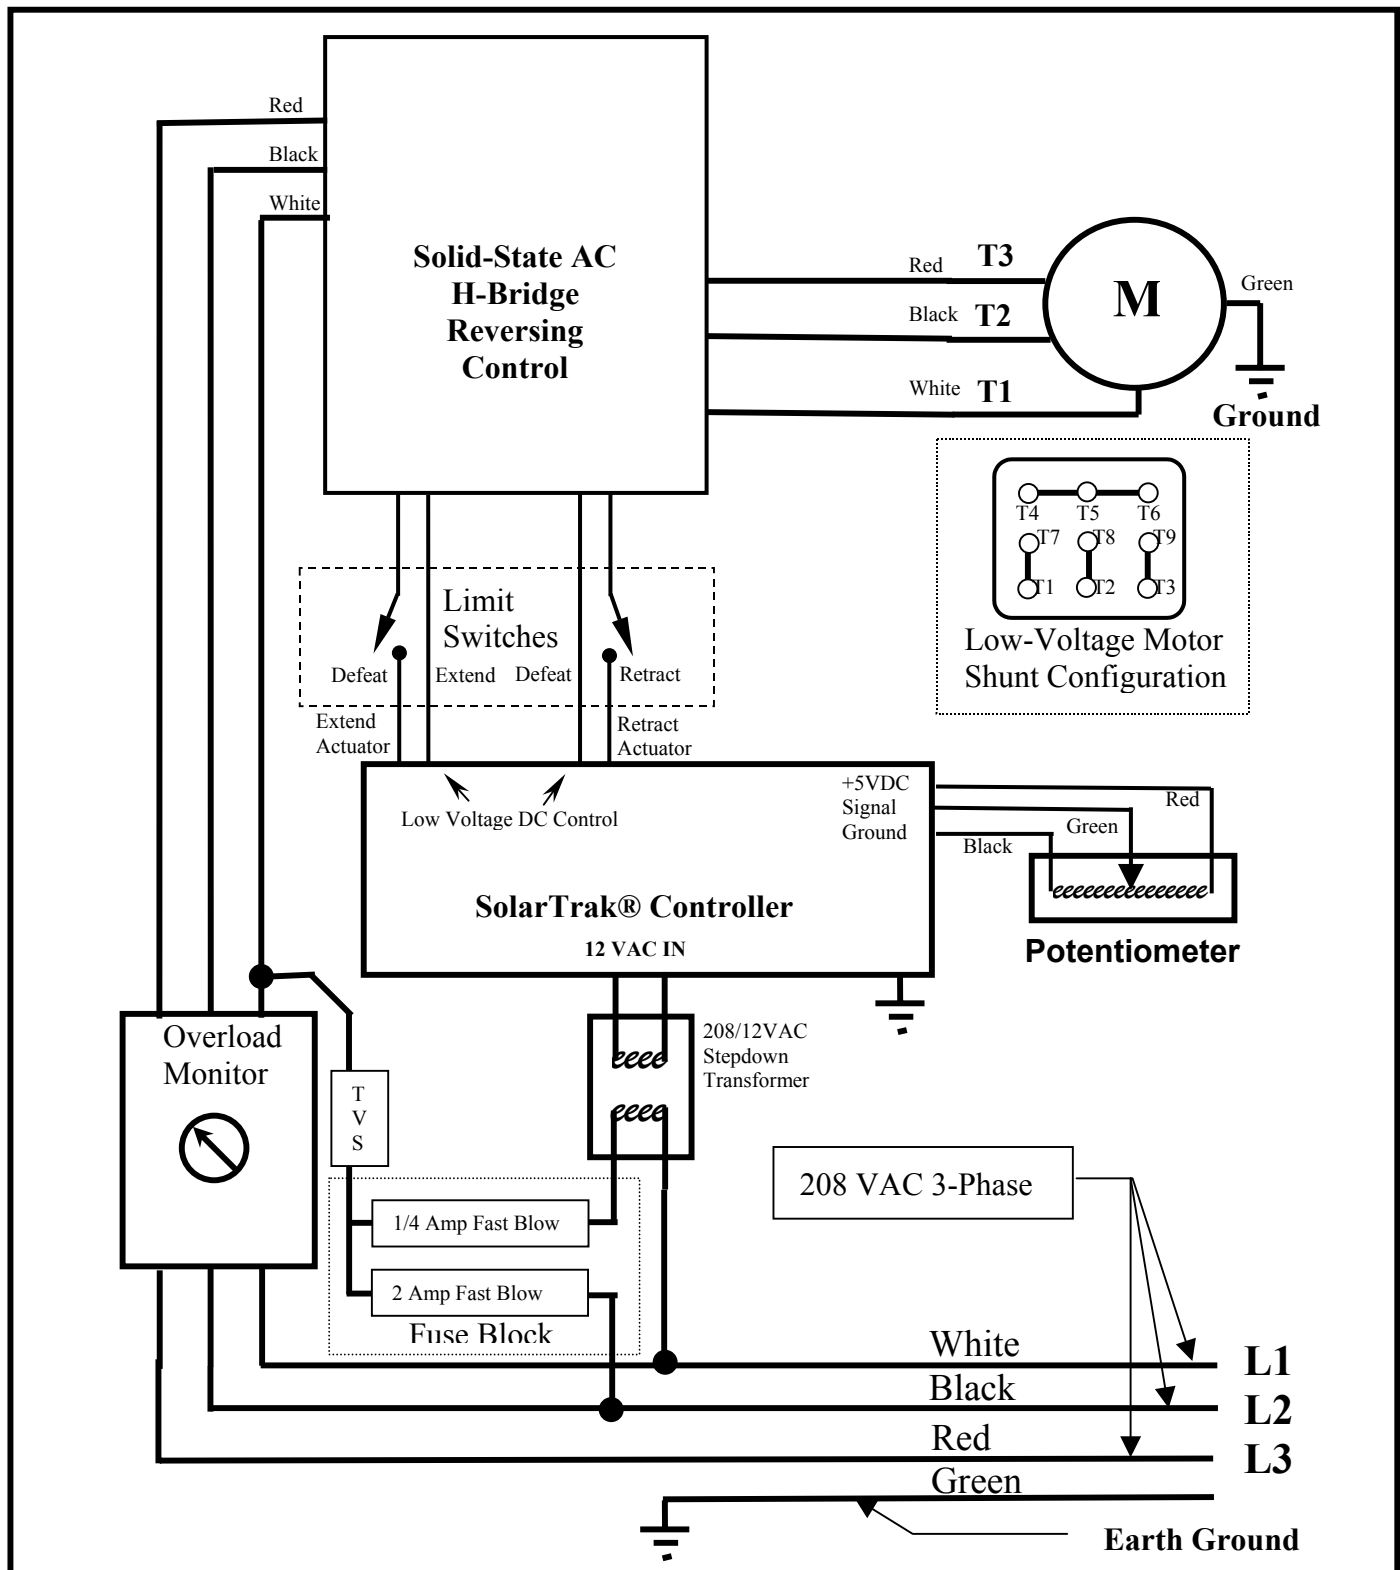 Red
Black
White
Solid-State AC
H-Bridge
Reversing
Control
Red T3
Black T2
White T1
M
Green
Ground
T4 T5 T6
T7 T8 T9
T1 T2 T3
Low-Voltage Motor
Shunt Configuration
Limit
Switches
Defeat Extend Defeat Retract
Extend
Actuator
Retract
Actuator
Low Voltage DC Control
+5VDC
Signal
Ground
Red
Green
Black
SolarTrak® Controller
12 VAC IN
Potentiometer
Overload
Monitor
T
V
S
208/12VAC
Stepdown
Transformer
1/4 Amp Fast Blow
2 Amp Fast Blow
Fuse Block
208 VAC 3-Phase
White L1
Black L2
Red L3
Green
Earth Ground